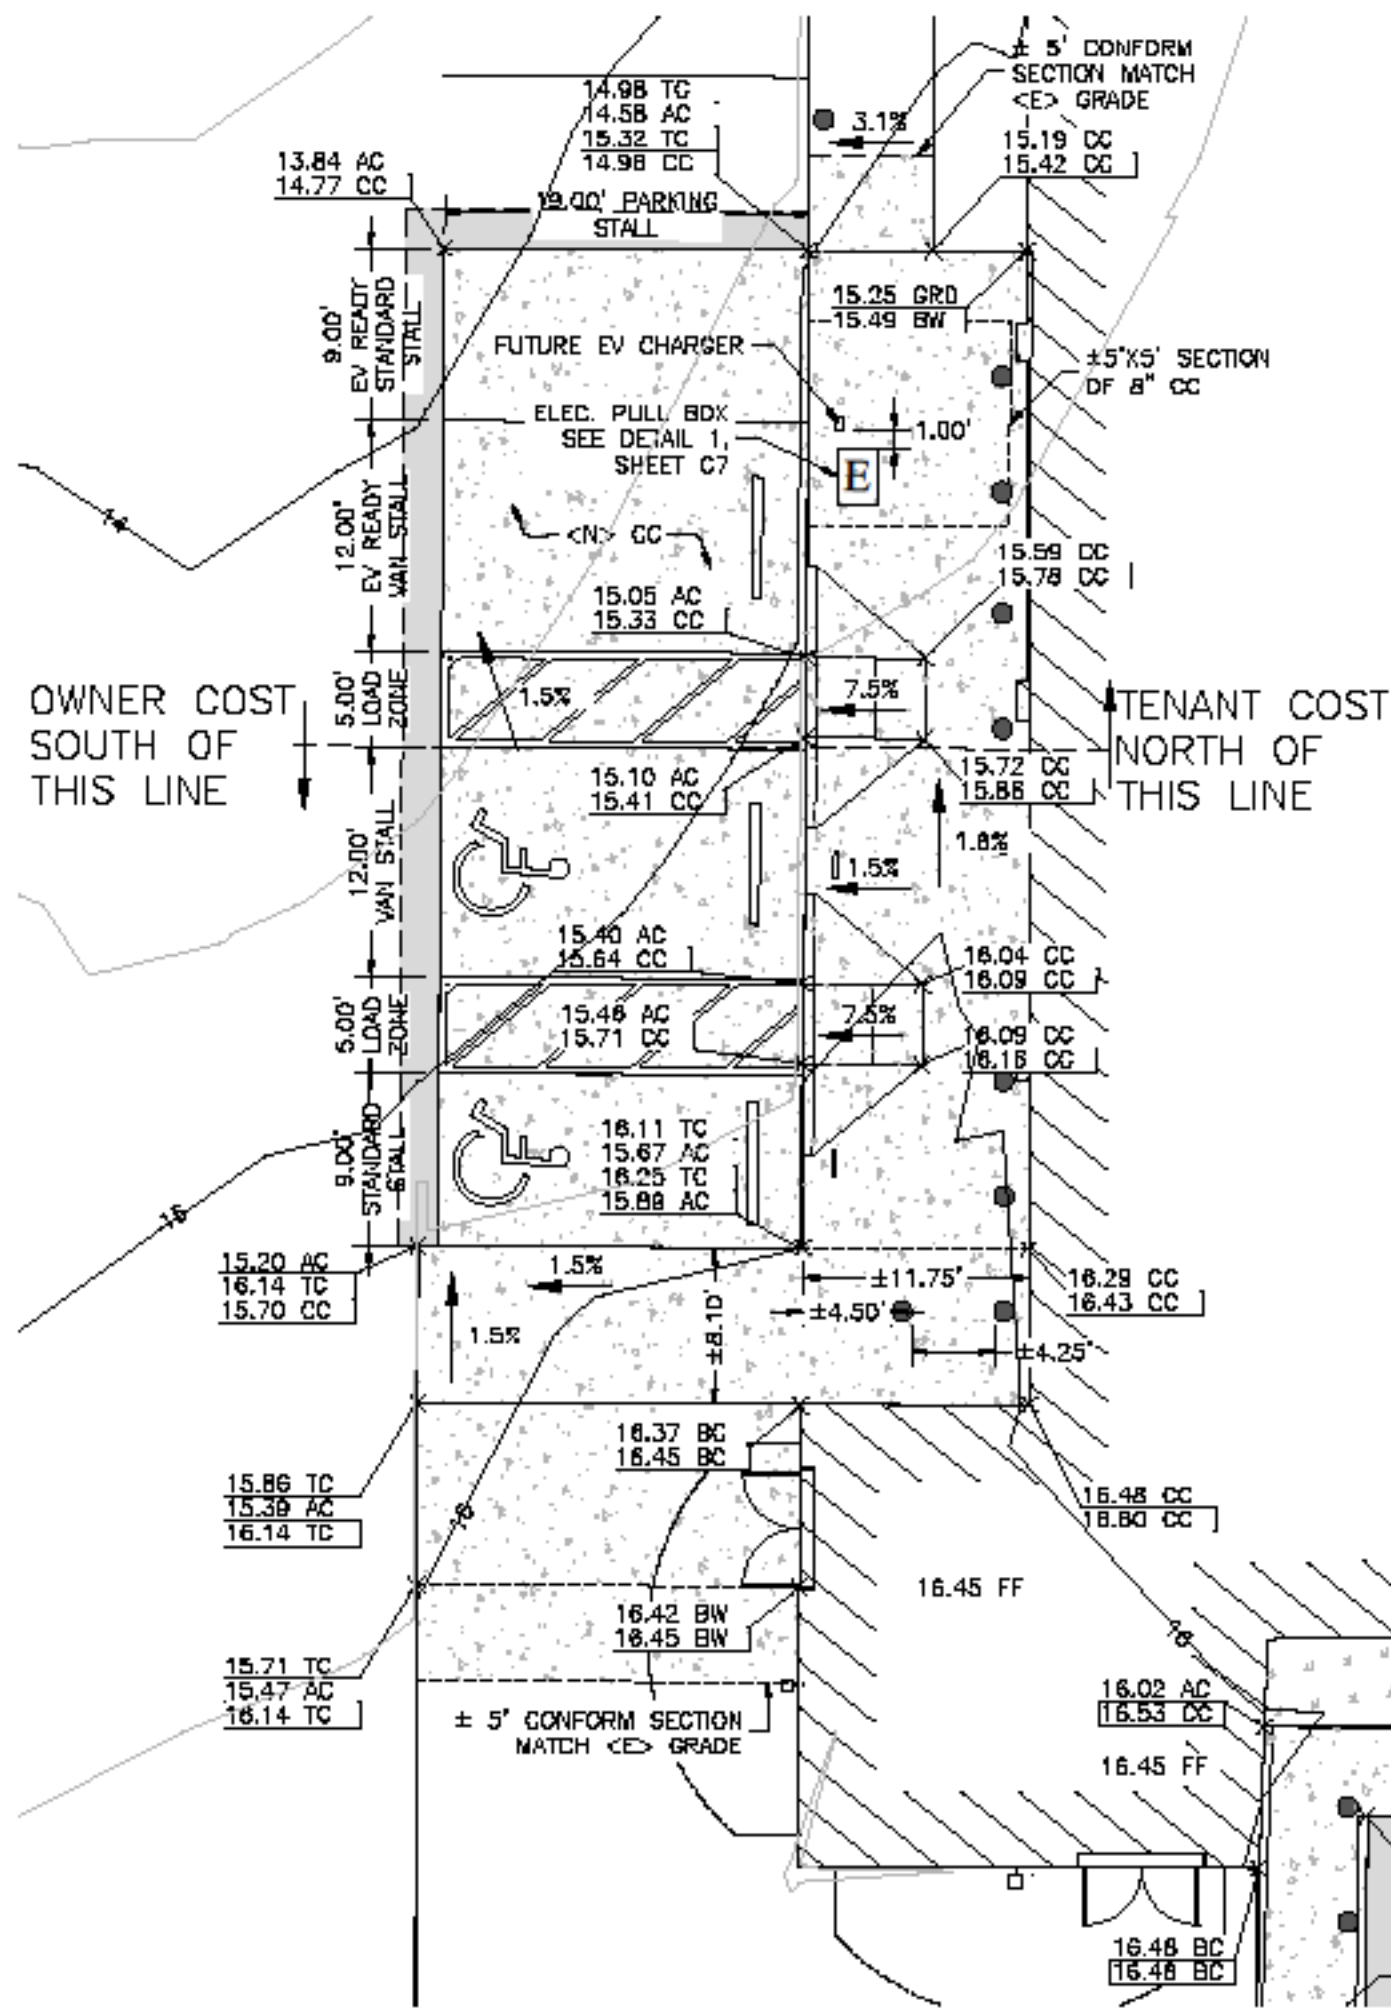 ± 5' CONFORM
SECTION MATCH
<E> GRADE
14.98 TC
14.58 AC
15.32 TC
14.98 CC
3.1%
15.19 CC
15.42 CC
13.84 AC
14.77 CC
19.00' PARKING
STALL
9.00'
EV READY
STANDARD
STALL
15.25 GRD
15.49 BW
FUTURE EV CHARGER
±5'X5' SECTION
OF 8" CC
ELEC. PULL BOX
SEE DETAIL 1,
SHEET C7
1.00'
E
12.00'
EV READY
VAN STALL
<N> CC
15.59 CC
15.78 CC
15.05 AC
15.33 CC
5.00'
LOAD
ZONE
1.5%
7.5%
OWNER COST
SOUTH OF
THIS LINE
TENANT COST
NORTH OF
THIS LINE
15.72 CC
15.86 CC
15.10 AC
15.41 CC
12.00'
VAN STALL
1.5%
1.8%
15.40 AC
15.64 CC
16.04 CC
16.09 CC
5.00'
LOAD
ZONE
15.46 AC
15.71 CC
7.5%
16.09 CC
16.16 CC
9.00'
STANDARD
STALL
16.11 TC
15.67 AC
16.25 TC
15.89 AC
15
15.20 AC
16.14 TC
15.70 CC
1.5%
±11.75'
16.29 CC
16.43 CC
±4.50'
1.5%
±8.10'
±4.25'
16.37 BC
16.45 BC
15.86 TC
15.39 AC
16.14 TC
16
16.48 CC
16.60 CC
16.45 FF
16.42 BW
16.45 BW
15.71 TC
15.47 AC
16.14 TC
± 5' CONFORM SECTION
MATCH <E> GRADE
16.02 AC
16.53 CC
16.45 FF
16.48 BC
16.48 BC